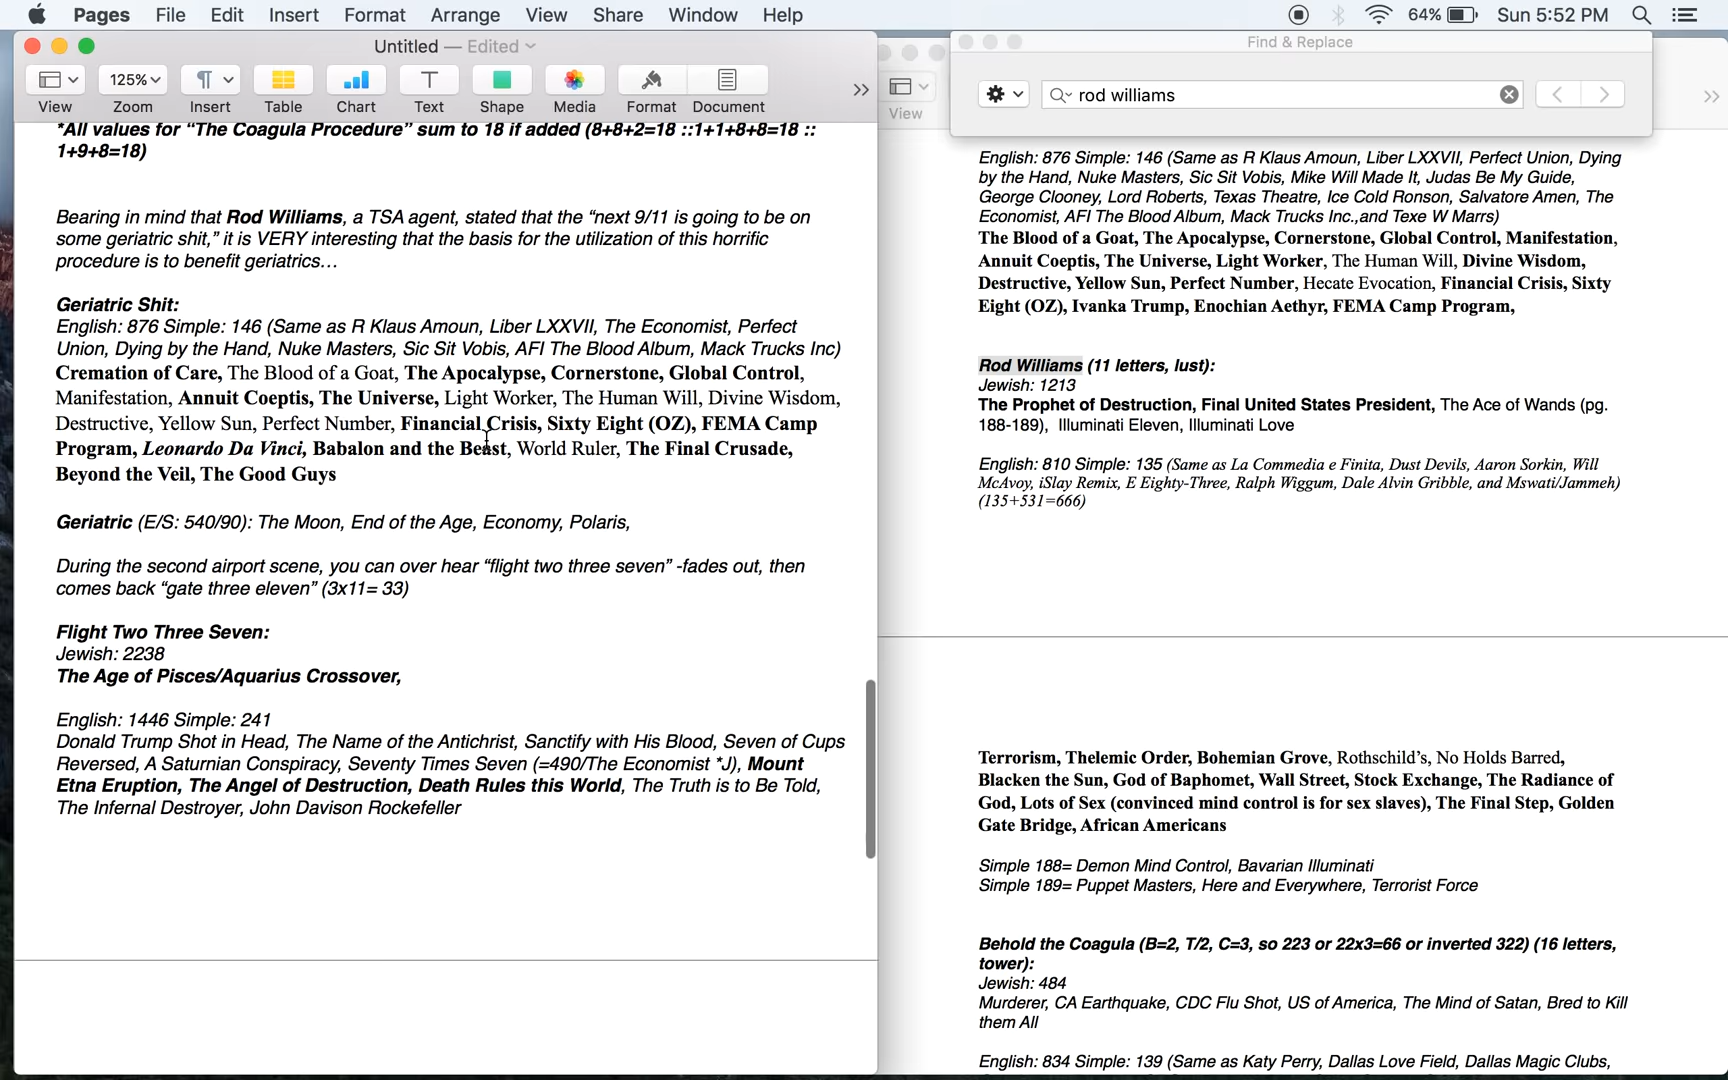 Pages File Edit Insert Format Arrange View Share Window Help 64% Sun 5:52 PM
Untitled — Edited
125%
View Zoom Insert Table Chart Text Shape Media Format Document
*All values for “The Coagula Procedure” sum to 18 if added (8+8+2=18 ::1+1+8+8=18 ::
1+9+8=18)
Bearing in mind that Rod Williams, a TSA agent, stated that the “next 9/11 is going to be on
some geriatric shit,” it is VERY interesting that the basis for the utilization of this horrific
procedure is to benefit geriatrics…
Geriatric Shit:
English: 876 Simple: 146 (Same as R Klaus Amoun, Liber LXXVII, The Economist, Perfect
Union, Dying by the Hand, Nuke Masters, Sic Sit Vobis, AFI The Blood Album, Mack Trucks Inc)
Cremation of Care, The Blood of a Goat, The Apocalypse, Cornerstone, Global Control,
Manifestation, Annuit Coeptis, The Universe, Light Worker, The Human Will, Divine Wisdom,
Destructive, Yellow Sun, Perfect Number, Financial Crisis, Sixty Eight (OZ), FEMA Camp
Program, Leonardo Da Vinci, Babalon and the Beast, World Ruler, The Final Crusade,
Beyond the Veil, The Good Guys
Geriatric (E/S: 540/90): The Moon, End of the Age, Economy, Polaris,
During the second airport scene, you can over hear “flight two three seven” -fades out, then
comes back “gate three eleven” (3x11= 33)
Flight Two Three Seven:
Jewish: 2238
The Age of Pisces/Aquarius Crossover,
English: 1446 Simple: 241
Donald Trump Shot in Head, The Name of the Antichrist, Sanctify with His Blood, Seven of Cups
Reversed, A Saturnian Conspiracy, Seventy Times Seven (=490/The Economist *J), Mount
Etna Eruption, The Angel of Destruction, Death Rules this World, The Truth is to Be Told,
The Infernal Destroyer, John Davison Rockefeller
Find & Replace
rod williams
View
English: 876 Simple: 146 (Same as R Klaus Amoun, Liber LXXVII, Perfect Union, Dying
by the Hand, Nuke Masters, Sic Sit Vobis, Mike Will Made It, Judas Be My Guide,
George Clooney, Lord Roberts, Texas Theatre, Ice Cold Ronson, Salvatore Amen, The
Economist, AFI The Blood Album, Mack Trucks Inc.,and Texe W Marrs)
The Blood of a Goat, The Apocalypse, Cornerstone, Global Control, Manifestation,
Annuit Coeptis, The Universe, Light Worker, The Human Will, Divine Wisdom,
Destructive, Yellow Sun, Perfect Number, Hecate Evocation, Financial Crisis, Sixty
Eight (OZ), Ivanka Trump, Enochian Aethyr, FEMA Camp Program,
Rod Williams (11 letters, lust):
Jewish: 1213
The Prophet of Destruction, Final United States President, The Ace of Wands (pg.
188-189), Illuminati Eleven, Illuminati Love
English: 810 Simple: 135 (Same as La Commedia e Finita, Dust Devils, Aaron Sorkin, Will
McAvoy, iSlay Remix, E Eighty-Three, Ralph Wiggum, Dale Alvin Gribble, and Mswati/Jammeh)
(135+531=666)
Terrorism, Thelemic Order, Bohemian Grove, Rothschild’s, No Holds Barred,
Blacken the Sun, God of Baphomet, Wall Street, Stock Exchange, The Radiance of
God, Lots of Sex (convinced mind control is for sex slaves), The Final Step, Golden
Gate Bridge, African Americans
Simple 188= Demon Mind Control, Bavarian Illuminati
Simple 189= Puppet Masters, Here and Everywhere, Terrorist Force
Behold the Coagula (B=2, T/2, C=3, so 223 or 22x3=66 or inverted 322) (16 letters,
tower):
Jewish: 484
Murderer, CA Earthquake, CDC Flu Shot, US of America, The Mind of Satan, Bred to Kill
them All
English: 834 Simple: 139 (Same as Katy Perry, Dallas Love Field, Dallas Magic Clubs,